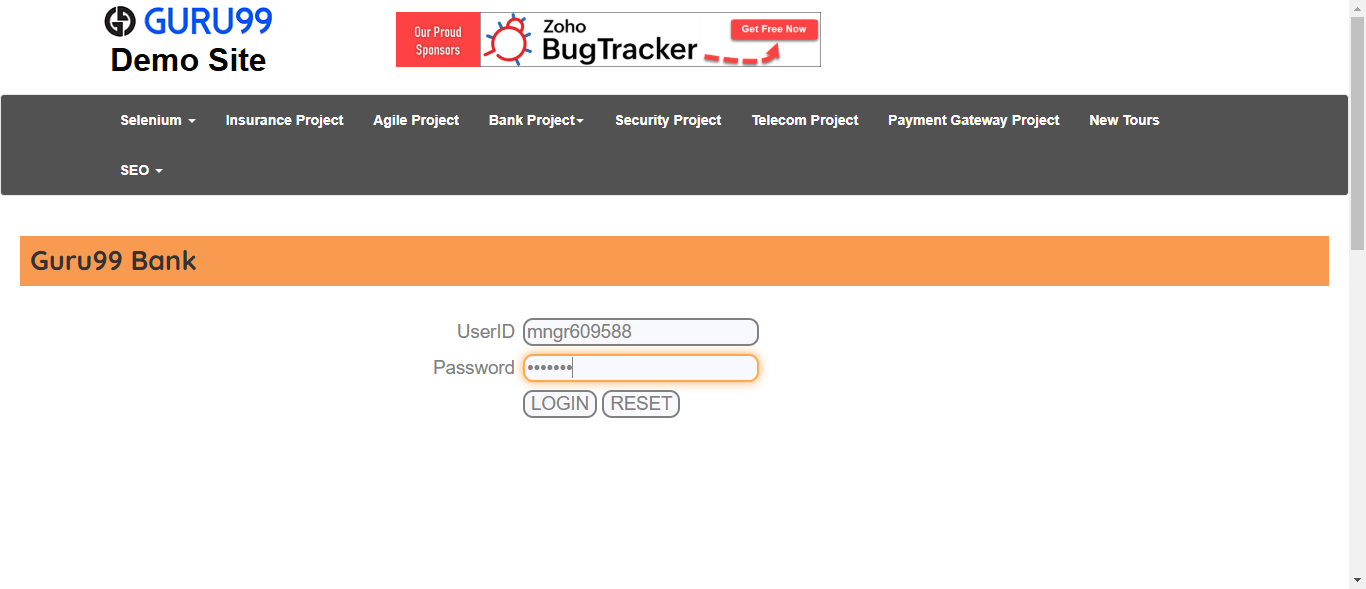 GURU99
Demo Site
Our Proud
Sponsors
Zoho
BugTracker
Get Free Now
Selenium Insurance Project Agile Project Bank Project Security Project Telecom Project Payment Gateway Project New Tours
SEO
Guru99 Bank
UserID mngr609588
Password •••••••
LOGIN RESET